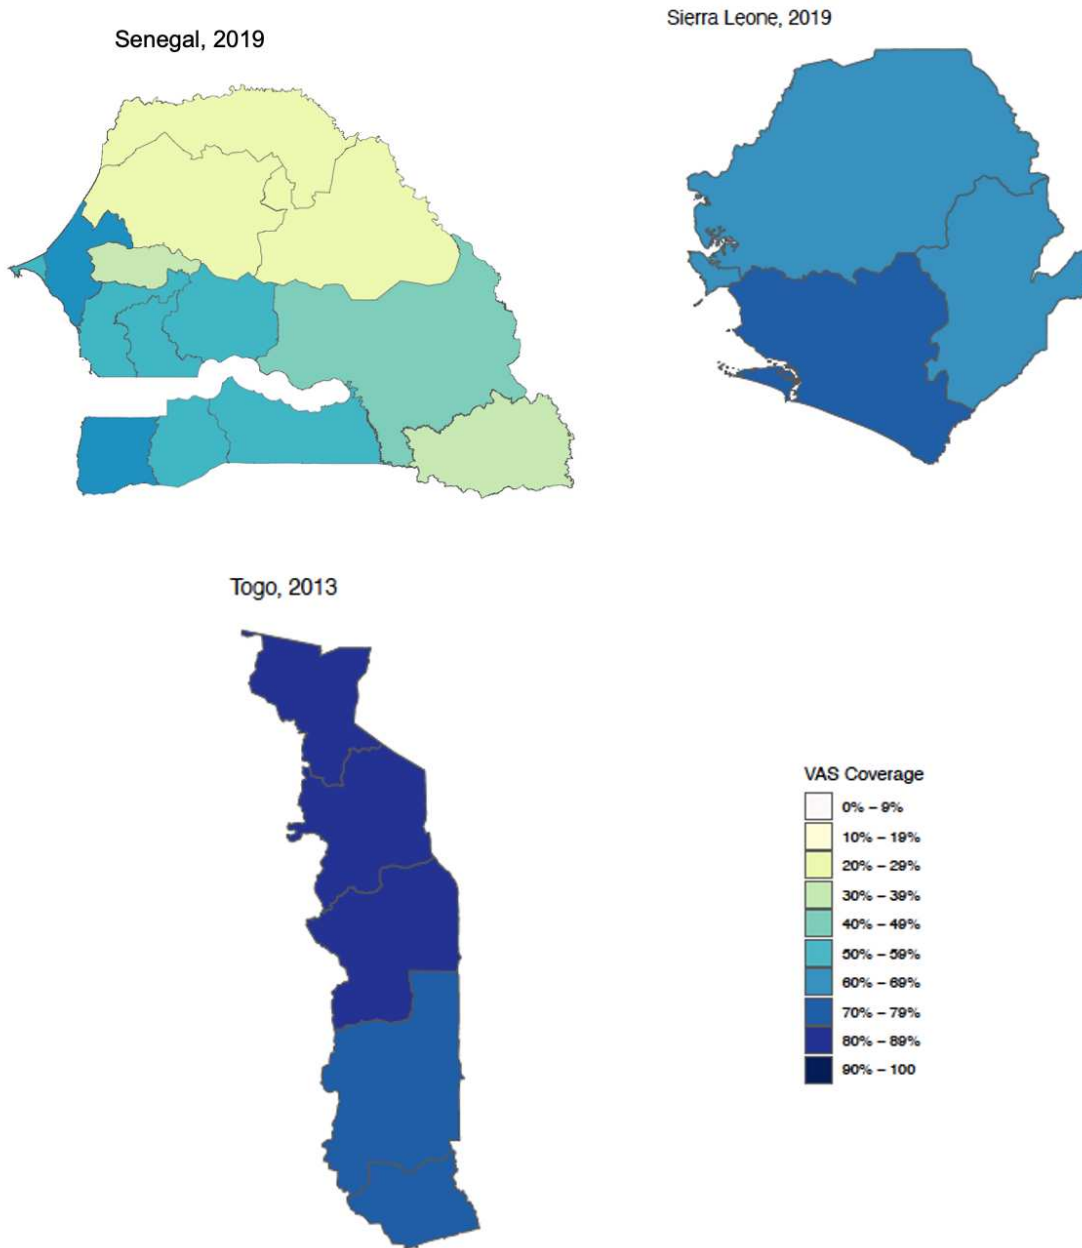 Senegal, 2019
Sierra Leone, 2019
Togo, 2013
VAS Coverage
0% – 9%
10% – 19%
20% – 29%
30% – 39%
40% – 49%
50% – 59%
60% – 69%
70% – 79%
80% – 89%
90% – 100